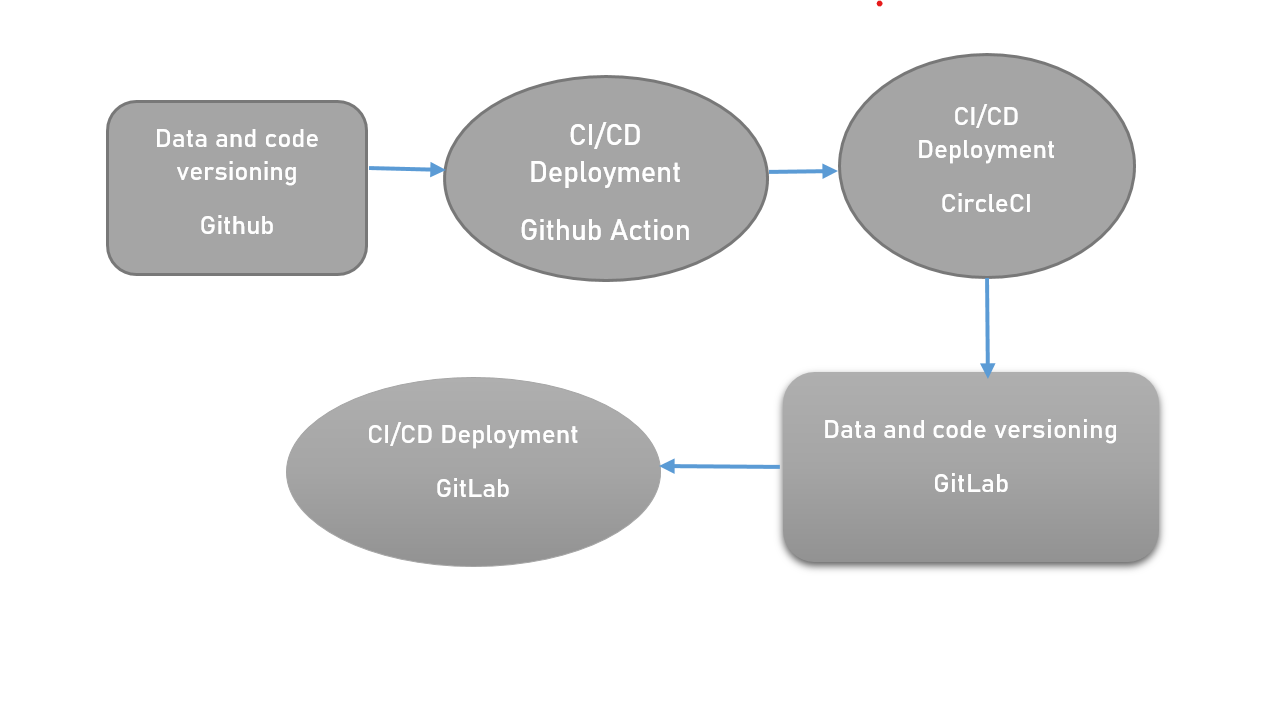 Data and code
versioning
Github
CI/CD
Deployment
Github Action
CI/CD
Deployment
CircleCI
Data and code versioning
GitLab
CI/CD Deployment
GitLab